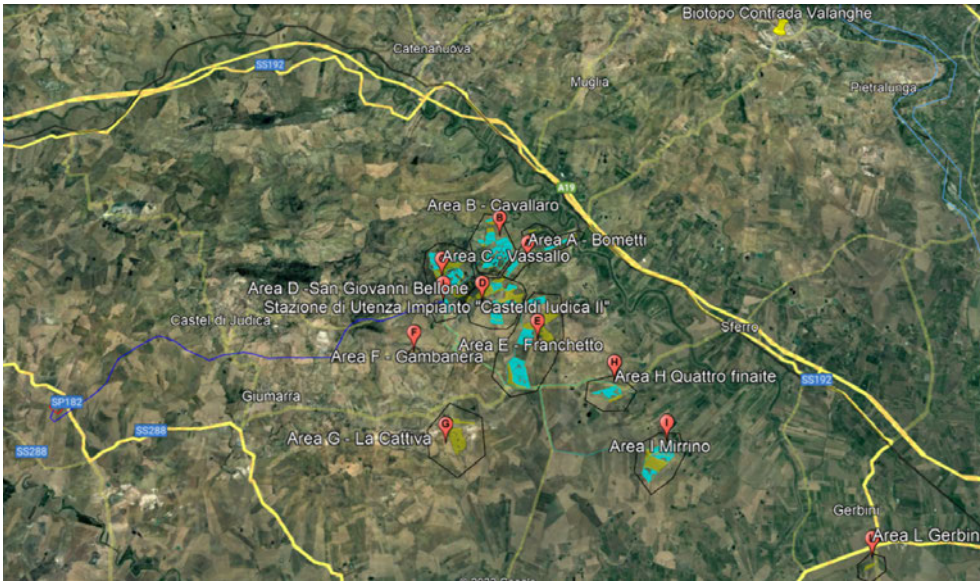 Biotopo Contrada Valanghe
Catenanuova
SS192
Muglia
Pietralunga
A19
Area B - Cavallaro
B
Area A - Bometti
Area C - Vassallo
Area D -San Giovanni Bellone
D
Stazione di Utenza Impianto "Casteldi Iudica II"
Castel di Judica
E
Sferro
F
Area E - Franchetto
Area F - Gambanera
H
Area H Quattro finaite
SS192
Giumarra
SP182
SS288
G
I
Area G - La Cattiva
Area I Mirrino
SS288
Gerbini
Area L Gerbin